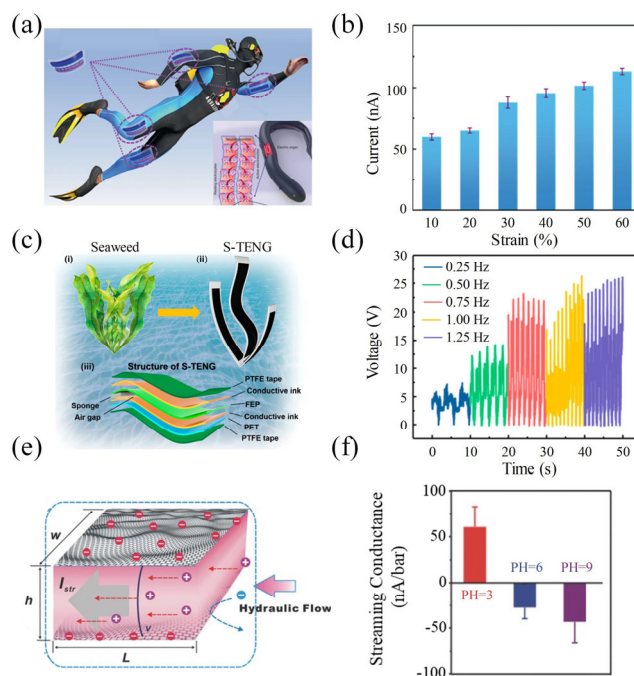 (a)
(b)
Current (nA)
150
100
50
0
10 20 30 40 50 60
Strain (%)
(c)
Seaweed
S-TENG
(i)
(ii)
(iii)
Structure of S-TENG
PTFE tape
Conductive ink
Sponge
FEP
Air gap
Conductive ink
PET
PTFE tape
(d)
Voltage (V)
30
25
20
15
10
5
0
0.25 Hz
0.50 Hz
0.75 Hz
1.00 Hz
1.25 Hz
0 10 20 30 40 50
Time (s)
(e)
w
h
I str
v
Hydraulic Flow
L
(f)
Streaming Conductance
(nA/bar)
100
50
0
-50
-100
PH=3
PH=6
PH=9